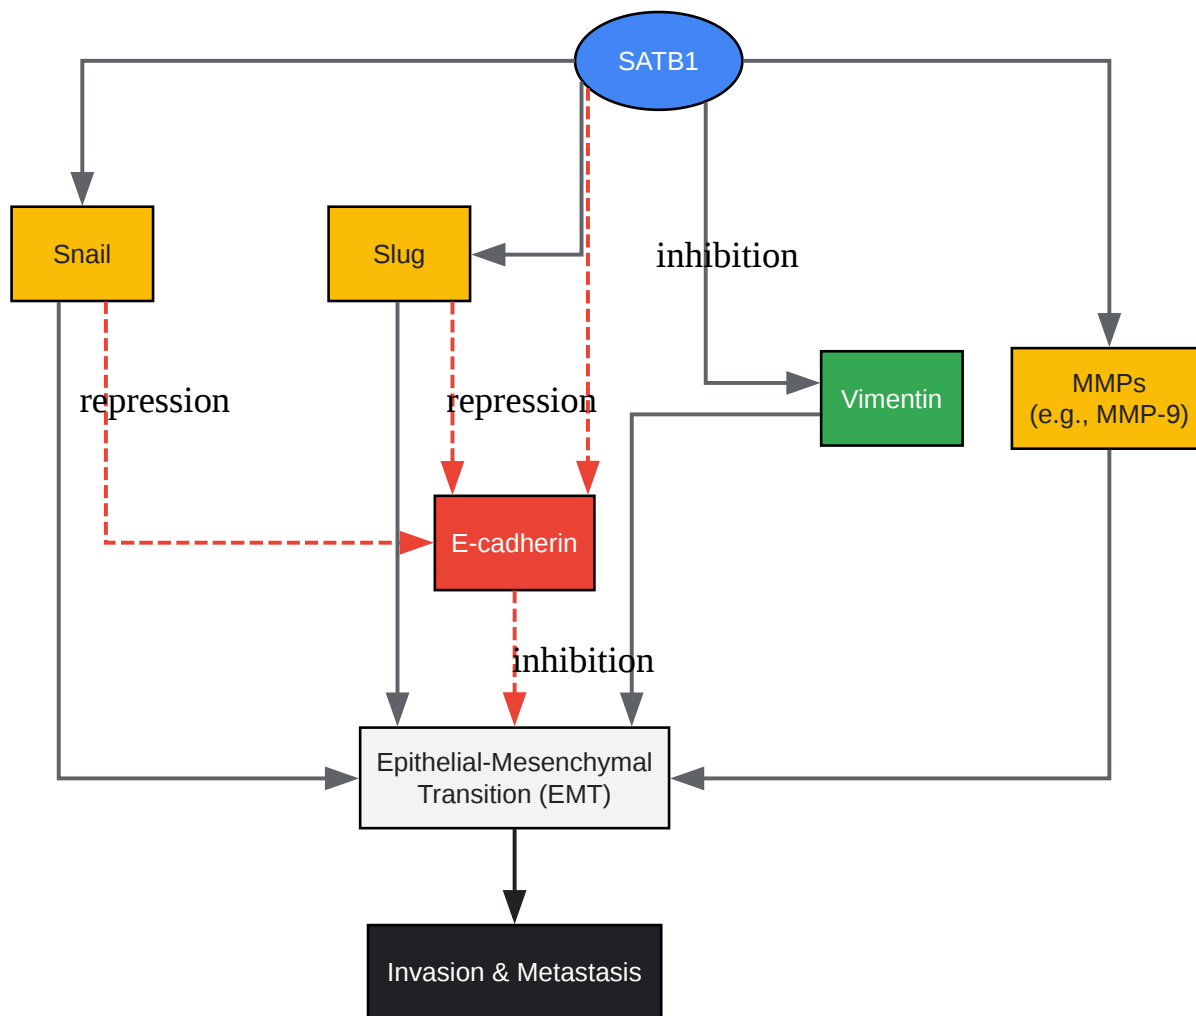 SATB1
Snail
Slug
inhibition
repression
repression
Vimentin
MMPs
(e.g., MMP-9)
E-cadherin
inhibition
Epithelial-Mesenchymal
Transition (EMT)
Invasion & Metastasis